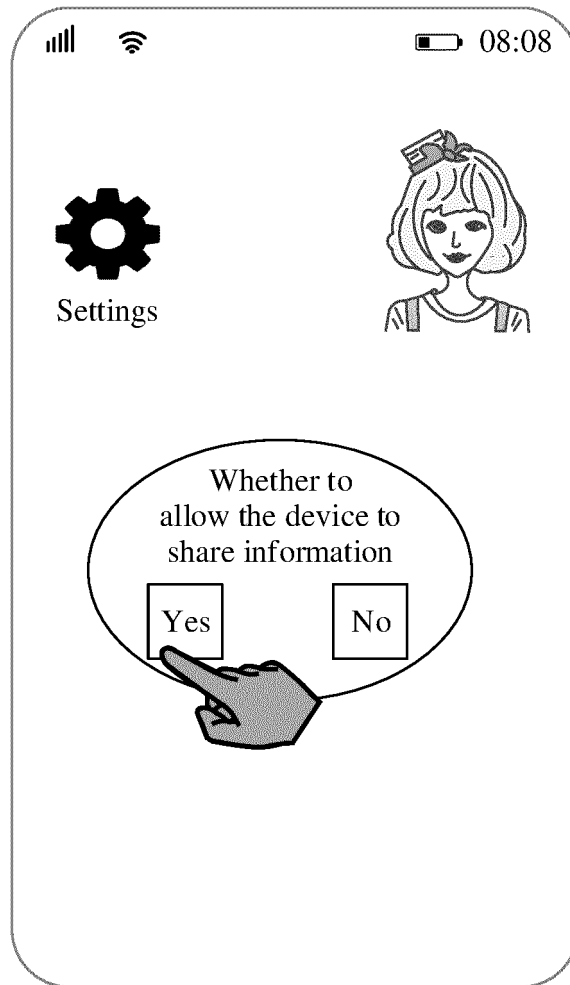 08:08
Settings
Whether to
allow the device to
share information
Yes
No